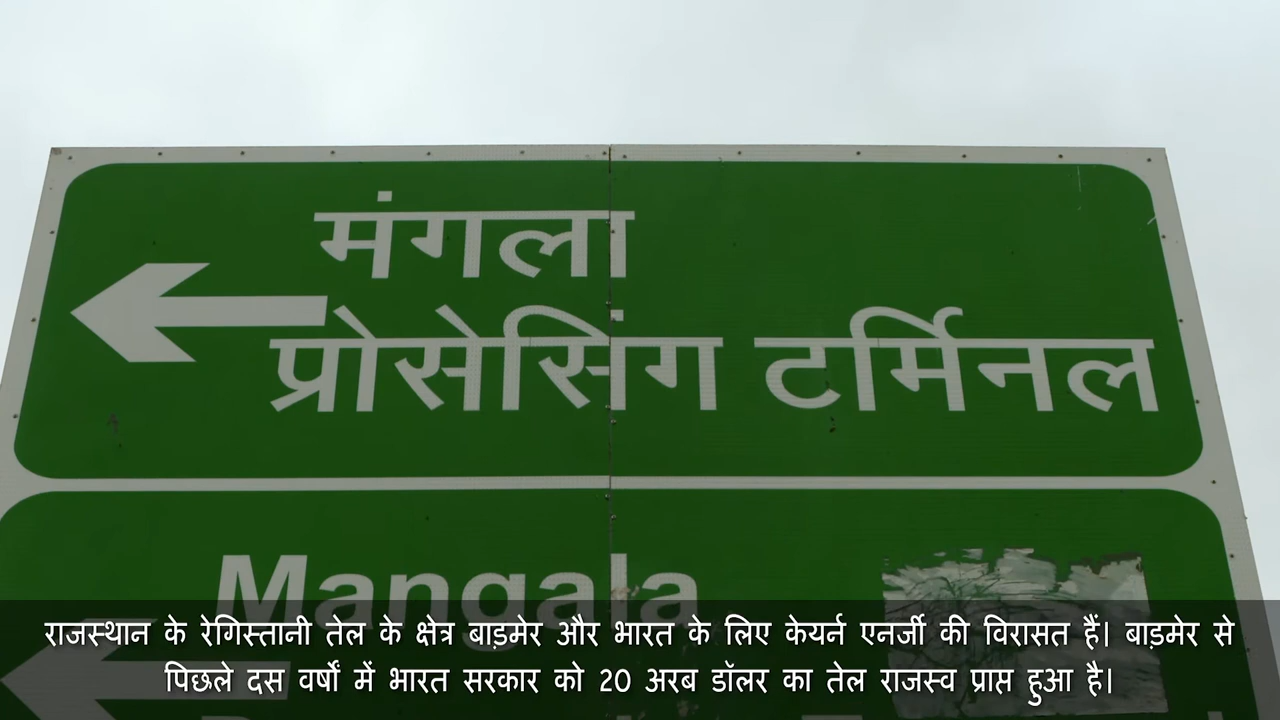 मंगला
प्रोसेसिंग टर्मिनल
Mangala
राजस्थान के रेगिस्तानी तेल के क्षेत्र बाड़मेर और भारत के लिए केयर्न एनर्जी की विरासत हैं। बाड़मेर से
पिछले दस वर्षों में भारत सरकार को 20 अरब डॉलर का तेल राजस्व प्राप्त हुआ है।